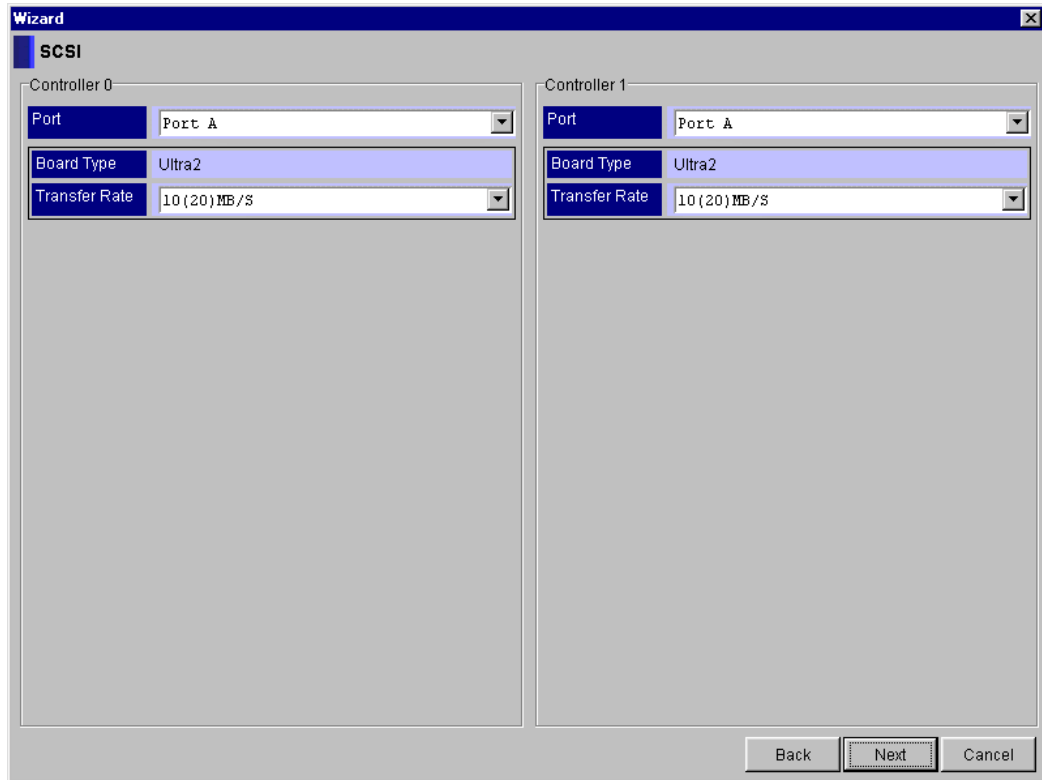 Wizard
SCSI
Controller 0
Port
Port A
Board Type
Ultra2
Transfer Rate
10(20)MB/S
Controller 1
Port
Port A
Board Type
Ultra2
Transfer Rate
10(20)MB/S
Back
Next
Cancel